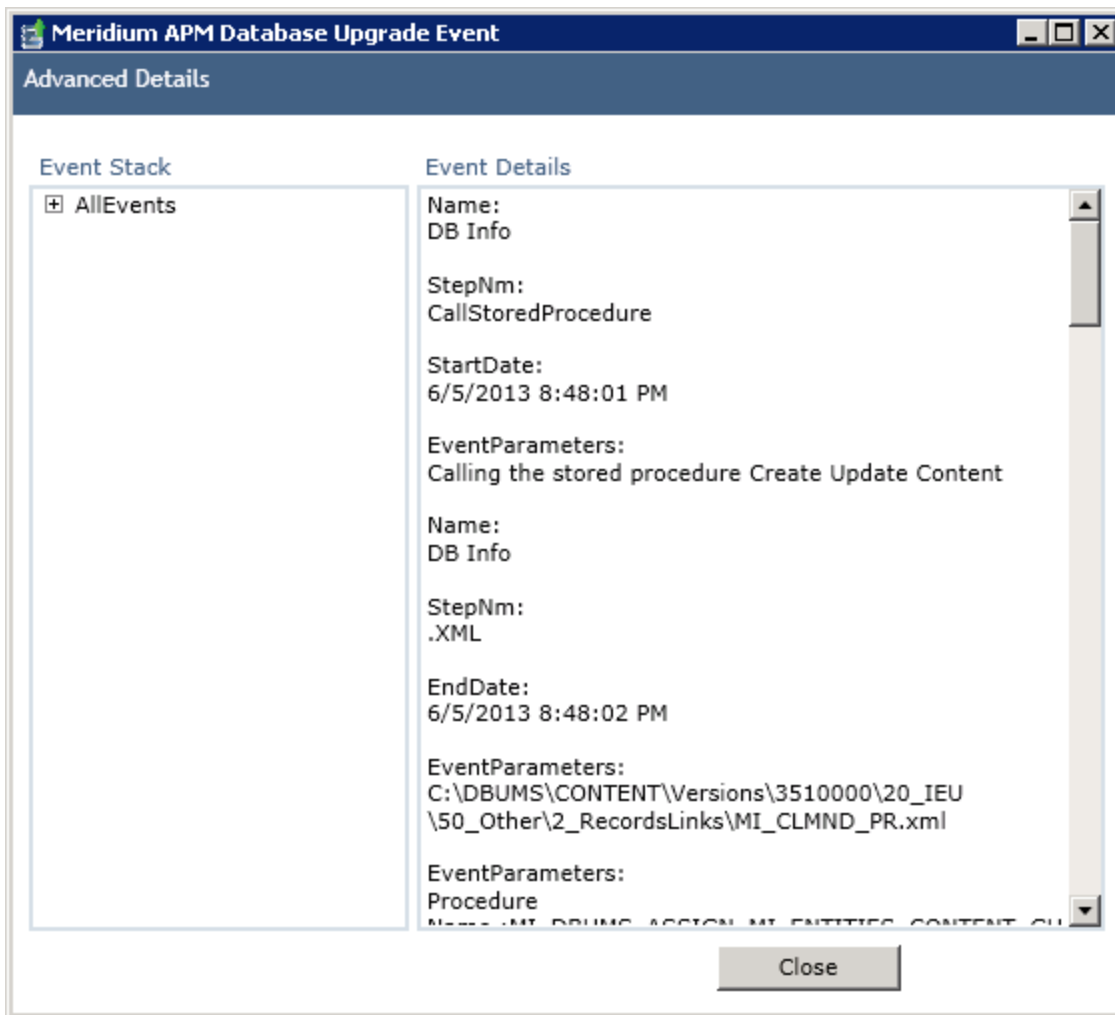 Meridium APM Database Upgrade Event
Advanced Details
Event Stack
AllEvents
Event Details
Name:
DB Info
StepNm:
CallStoredProcedure
StartDate:
6/5/2013 8:48:01 PM
EventParameters:
Calling the stored procedure Create Update Content
Name:
DB Info
StepNm:
.XML
EndDate:
6/5/2013 8:48:02 PM
EventParameters:
C:\DBUMS\CONTENT\Versions\3510000\20_IEU
\50_Other\2_RecordsLinks\MI_CLMND_PR.xml
EventParameters:
Procedure
Close